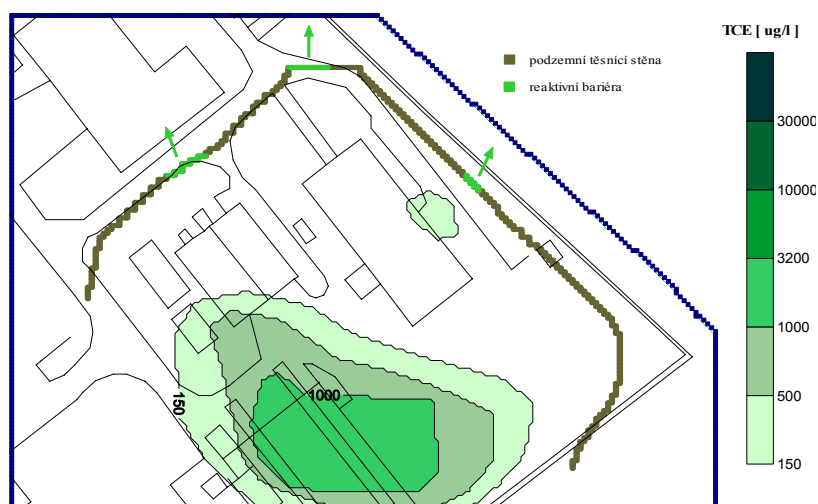 TCE [ ug/l ]
podzemní těsnící stěna
reaktivní bariéra
30000
10000
3200
1000
500
150
1000
150